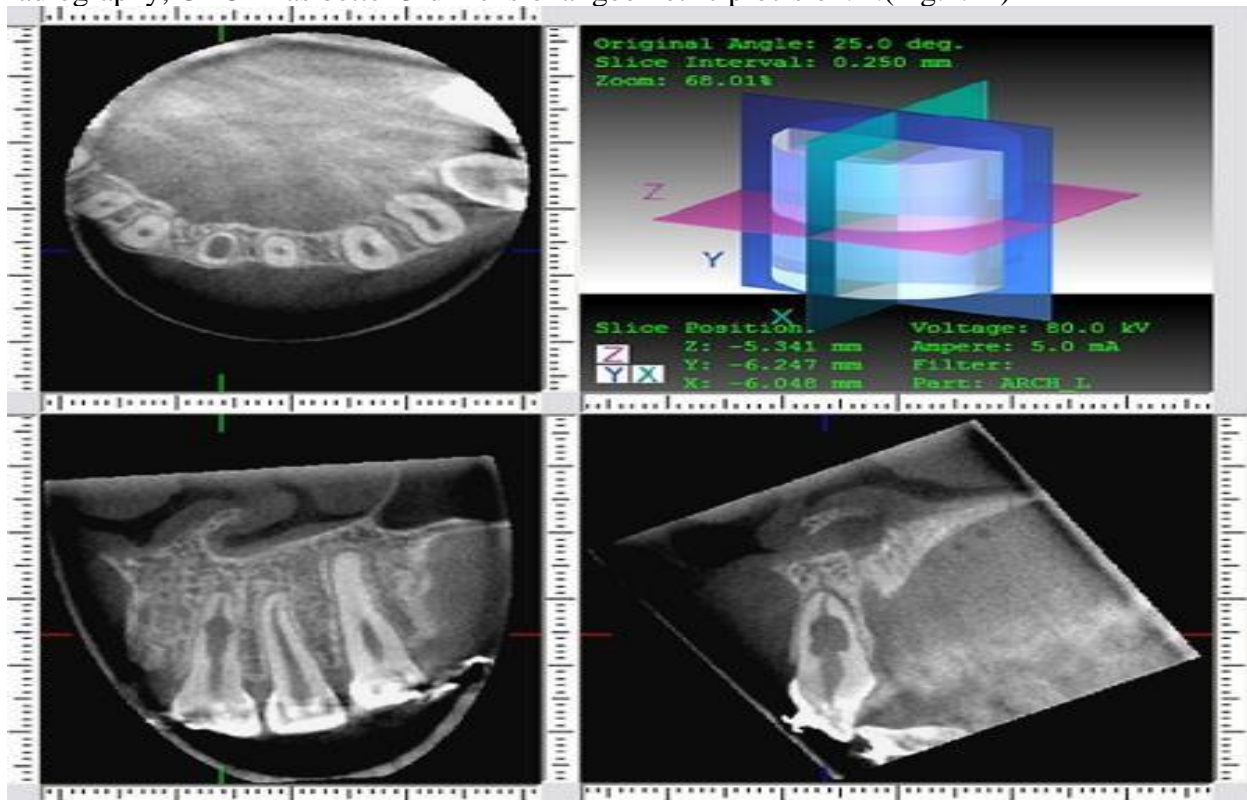 Original Angle: 25.0 deg.
Slice Interval: 0.250 mm
Zoom: 68.01%
Z
Y
X
Slice Position.
Z: -5.341 mm
Y: -6.247 mm
X: -6.048 mm
Voltage: 80.0 kV
Ampere: 5.0 mA
Filter:
Part: ARCH_L
Z
Y X